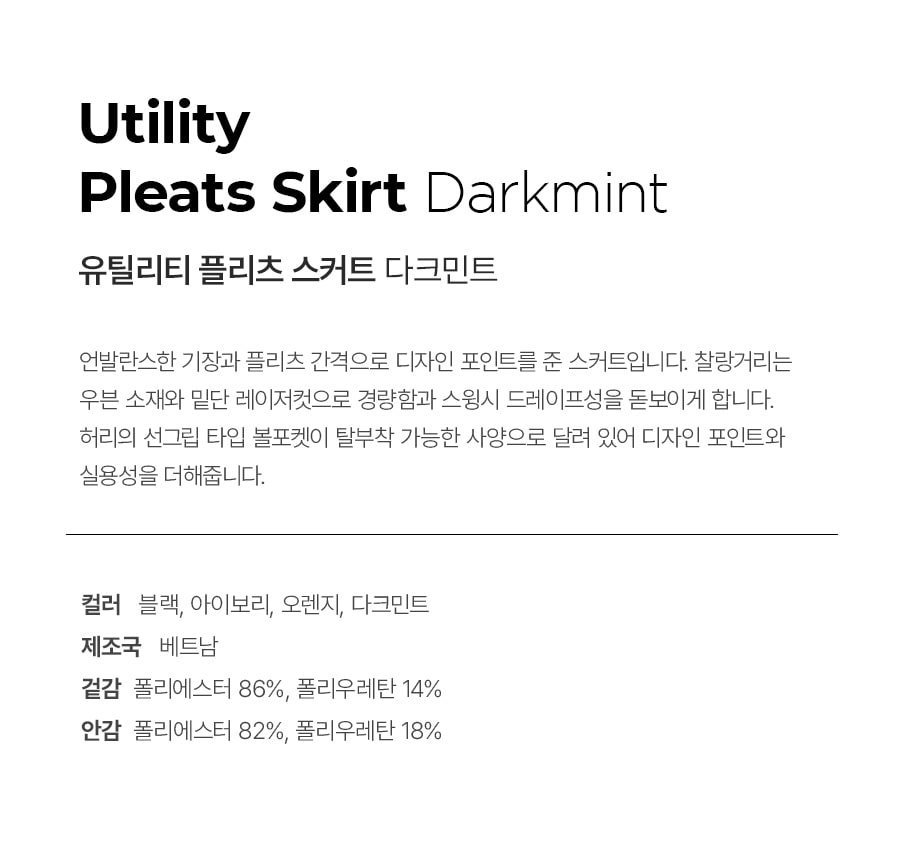 Utility
Pleats Skirt Darkmint
유틸리티 플리츠 스커트 다크민트
언발란스한 기장과 플리츠 간격으로 디자인 포인트를 준 스커트입니다. 찰랑거리는
우븐 소재와 밑단 레이저컷으로 경량함과 스윙시 드레이프성을 돋보이게 합니다.
허리의 선그립 타입 볼포켓이 탈부착 가능한 사양으로 달려 있어 디자인 포인트와
실용성을 더해줍니다.
컬러 블랙, 아이보리, 오렌지, 다크민트
제조국 베트남
겉감 폴리에스터 86%, 폴리우레탄 14%
안감 폴리에스터 82%, 폴리우레탄 18%